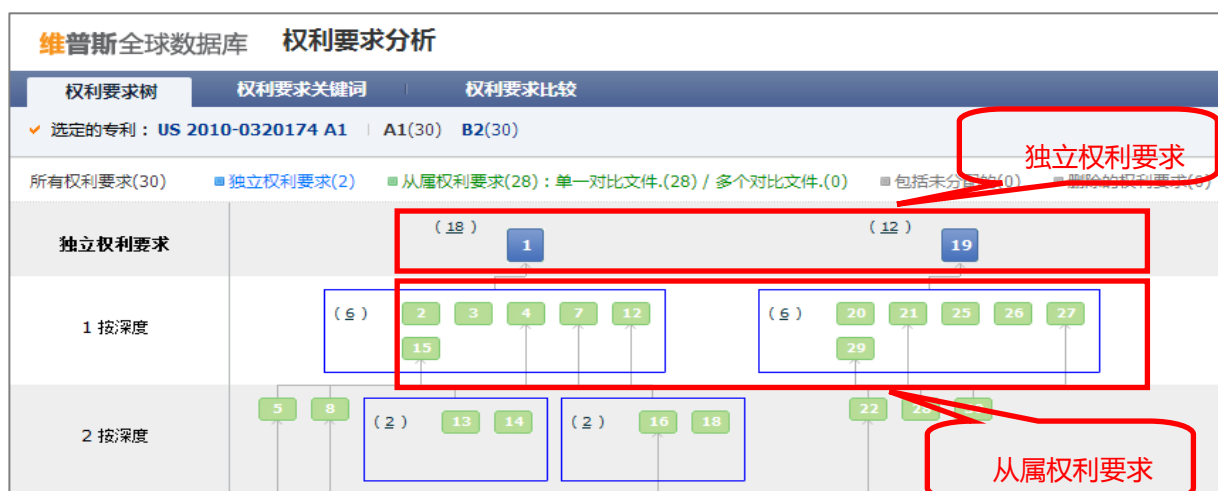 维普斯全球数据库 权利要求分析
权利要求树 权利要求关键词 权利要求比较
选定的专利：US 2010-0320174 A1 A1(30) B2(30)
独立权利要求
所有权利要求(30) 独立权利要求(2) 从属权利要求(28)：单一对比文件.(28) / 多个对比文件.(0) 包括未分配的(0) 删除的权利要求(0)
独立权利要求 (18) 1 (12) 19
1 按深度 (6) 2 3 4 7 12 (6) 20 21 25 26 27
15 29
2 按深度 5 8 (2) 13 14 (2) 16 18 22
从属权利要求